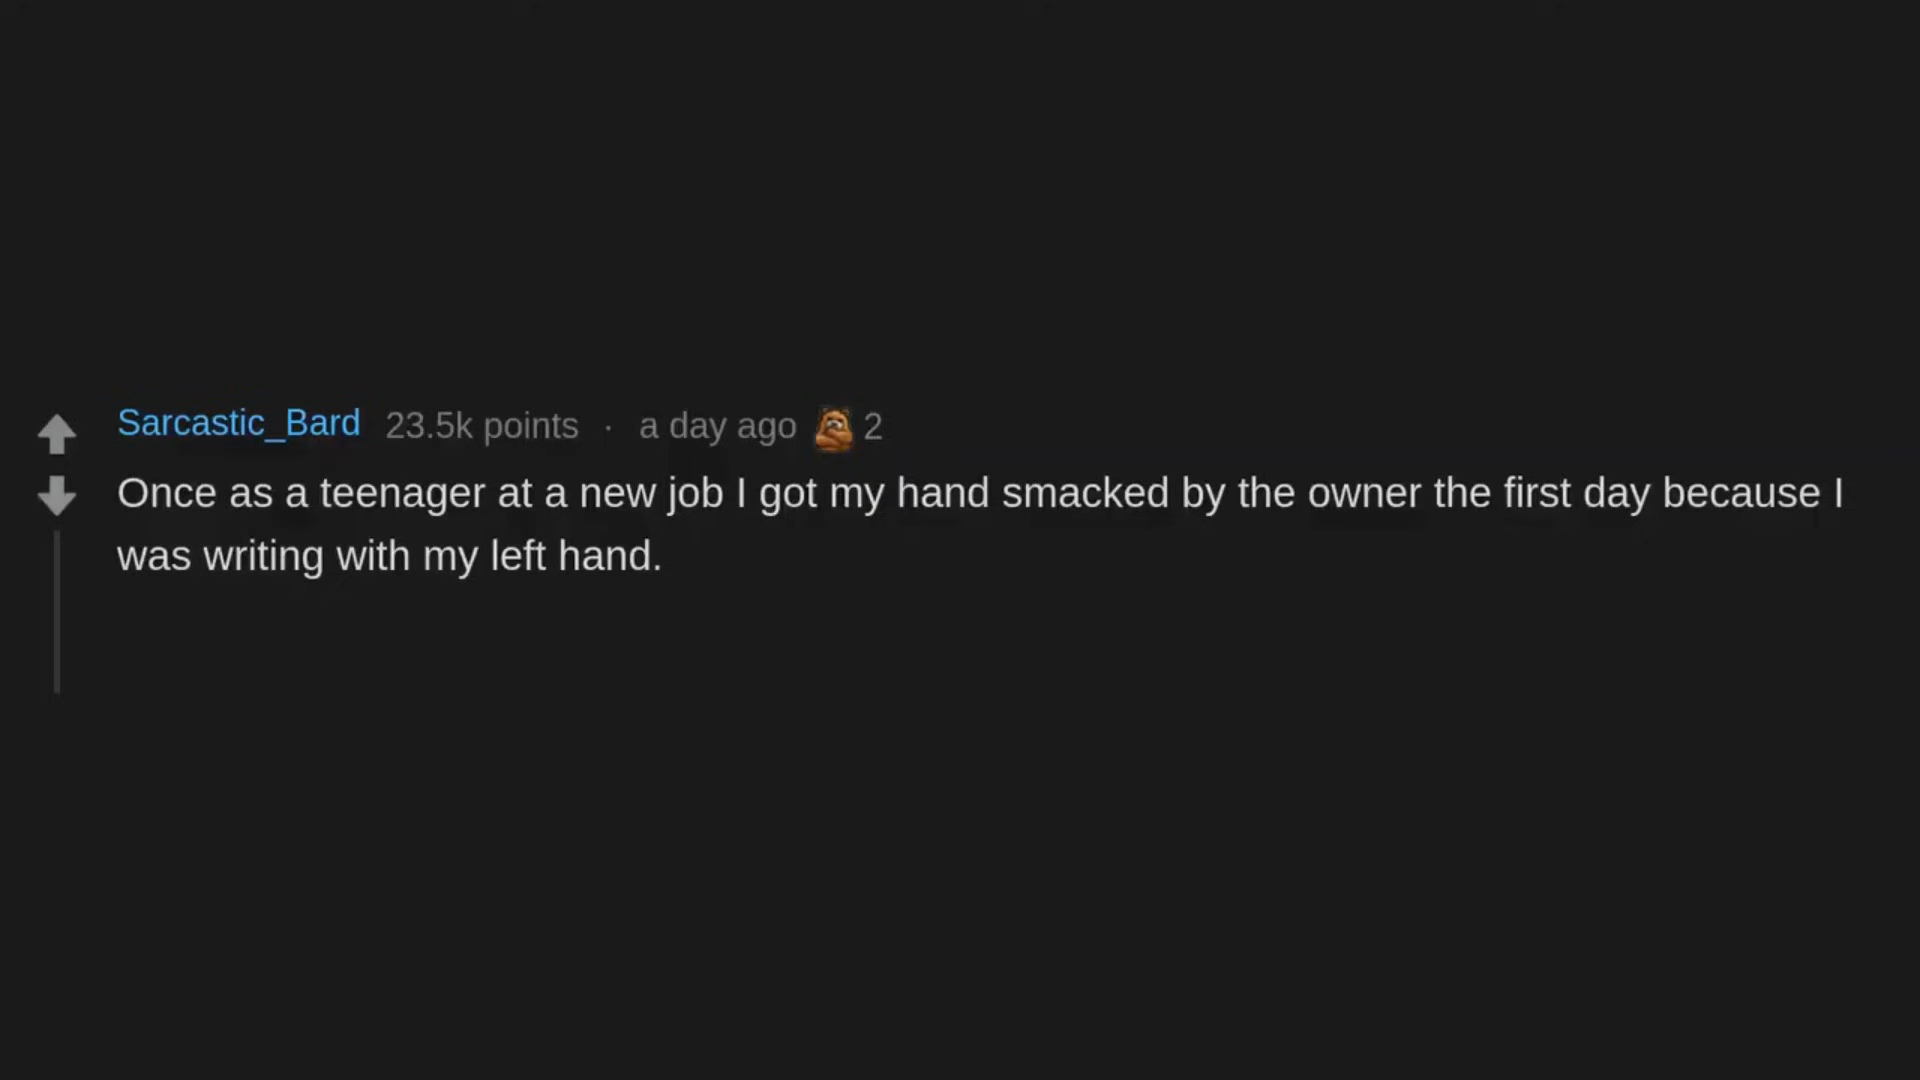 Sarcastic_Bard 23.5k points · a day ago 2
Once as a teenager at a new job I got my hand smacked by the owner the first day because I
was writing with my left hand.